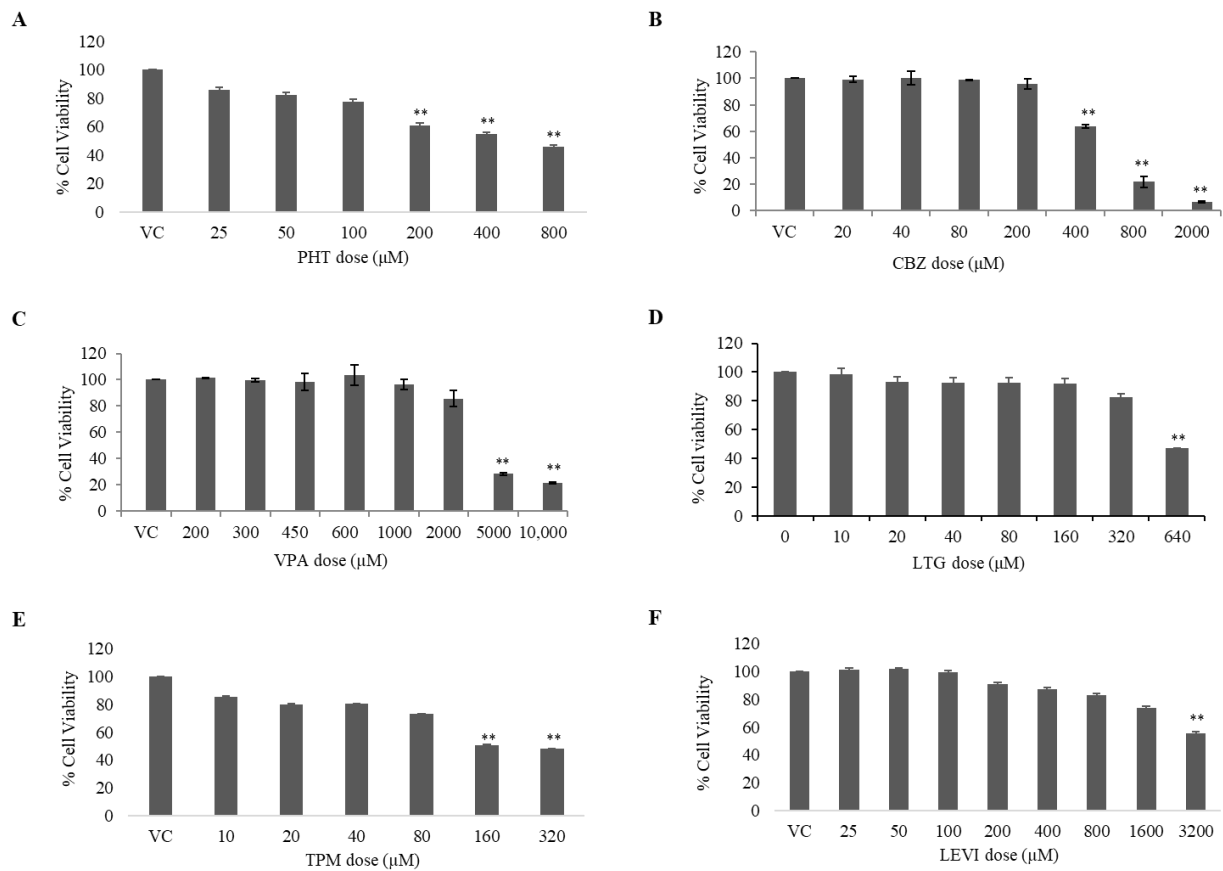 A
120
100
80
60
40
20
0
% Cell Viability
** ** **
VC 25 50 100 200 400 800
PHT dose (μM)
B
120
100
80
60
40
20
0
% Cell Viability
** ** **
VC 20 40 80 200 400 800 2000
CBZ dose (μM)
C
120
100
80
60
40
20
0
% Cell Viability
** **
VC 200 300 450 600 1000 2000 5000 10,000
VPA dose (μM)
D
120
100
80
60
40
20
0
% Cell viability
**
0 10 20 40 80 160 320 640
LTG dose (μM)
E
120
100
80
60
40
20
0
% Cell Viability
** **
VC 10 20 40 80 160 320
TPM dose (μM)
F
120
100
80
60
40
20
0
% Cell Viability
**
VC 25 50 100 200 400 800 1600 3200
LEVI dose (μM)